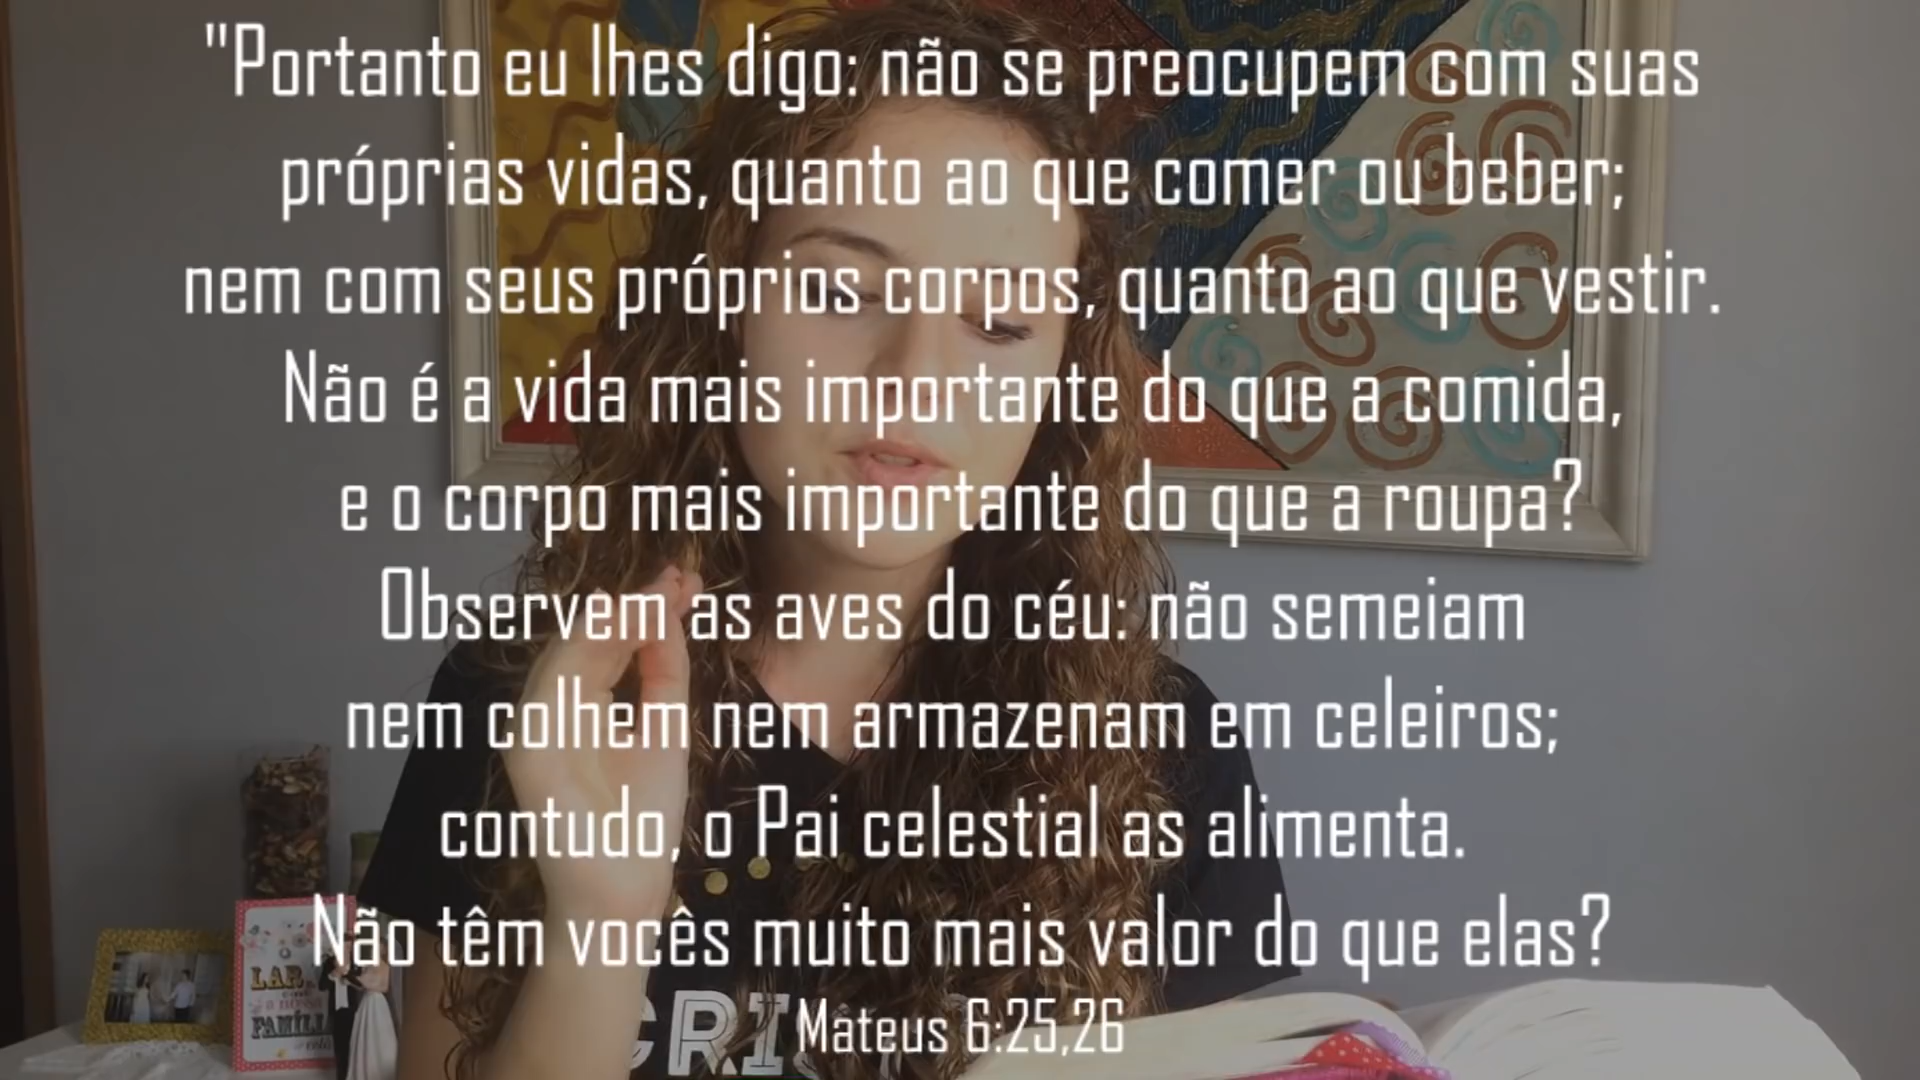 "Portanto eu lhes digo: não se preocupem com suas
próprias vidas, quanto ao que comer ou beber;
nem com seus próprios corpos, quanto ao que vestir.
Não é a vida mais importante do que a comida,
e o corpo mais importante do que a roupa?
Observem as aves do céu: não semeiam
nem colhem nem armazenam em celeiros;
contudo, o Pai celestial as alimenta.
Não têm vocês muito mais valor do que elas?
Mateus 6:25,26
LAR
FAMÍLIA